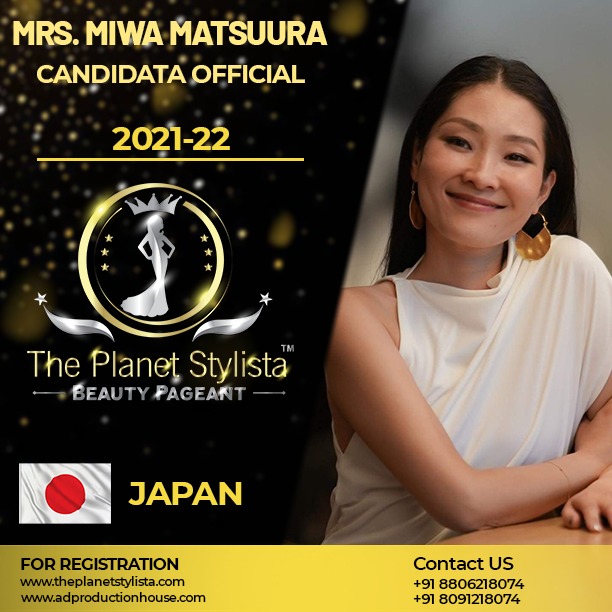 MRS. MIWA MATSUURA
CANDIDATA OFFICIAL
2021-22
The Planet Stylista™
BEAUTY PAGEANT
JAPAN
FOR REGISTRATION
www.theplanetstylista.com
www.adproductionhouse.com
Contact US
+91 8806218074
+91 8091218074